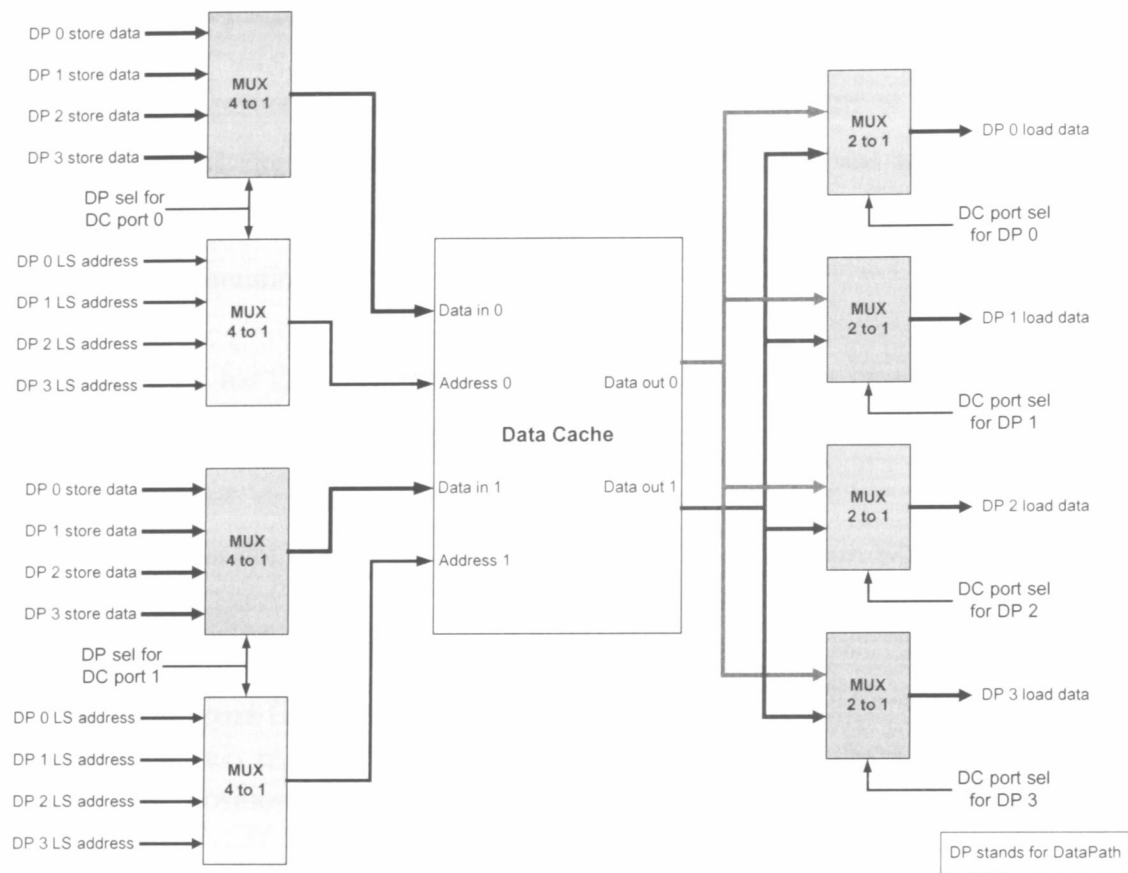 DP 0 store data
DP 1 store data
DP 2 store data
DP 3 store data
MUX
4 to 1
DP sel for
DC port 0
DP 0 LS address
DP 1 LS address
DP 2 LS address
DP 3 LS address
MUX
4 to 1
DP 0 store data
DP 1 store data
DP 2 store data
DP 3 store data
MUX
4 to 1
DP sel for
DC port 1
DP 0 LS address
DP 1 LS address
DP 2 LS address
DP 3 LS address
MUX
4 to 1
Data in 0
Address 0
Data out 0
Data Cache
Data in 1
Data out 1
Address 1
MUX
2 to 1
DP 0 load data
DC port sel
for DP 0
MUX
2 to 1
DP 1 load data
DC port sel
for DP 1
MUX
2 to 1
DP 2 load data
DC port sel
for DP 2
MUX
2 to 1
DP 3 load data
DC port sel
for DP 3
DP stands for DataPath